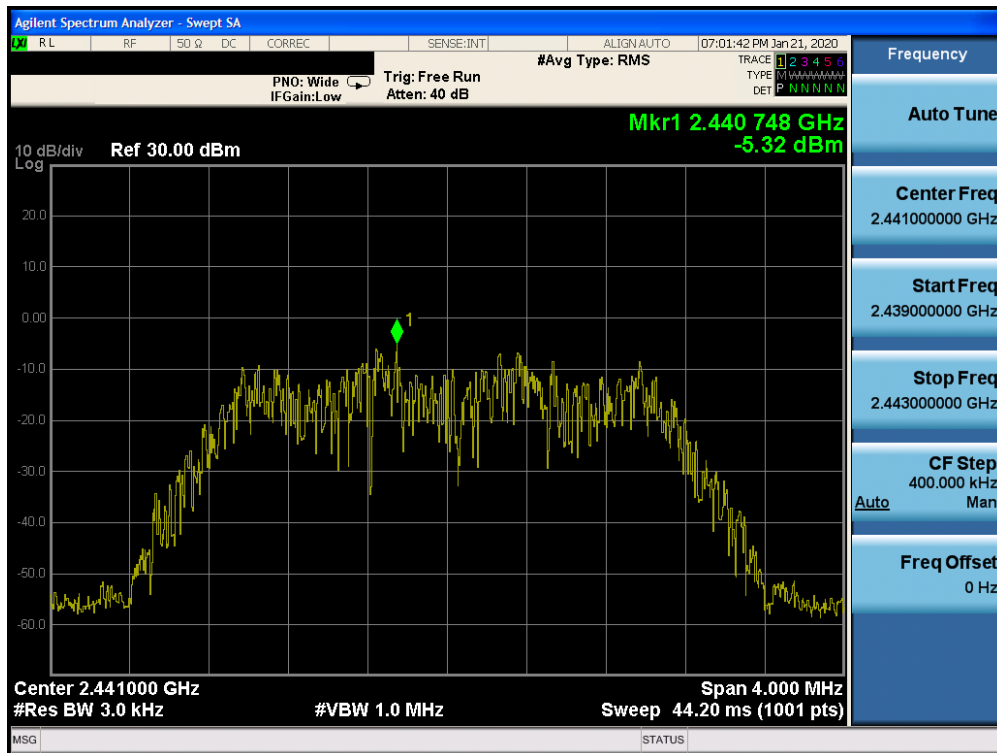 Agilent Spectrum Analyzer - Swept SA
LXI RL RF 50 Ω DC CORREC SENSE:INT ALIGN AUTO 07:01:42 PM Jan 21, 2020
#Avg Type: RMS TRACE 1 2 3 4 5 6
PNO: Wide Trig: Free Run TYPE M WWWWW
IFGain:Low Atten: 40 dB DET P N N N N N
Frequency
Auto Tune
Center Freq
2.441000000 GHz
Start Freq
2.439000000 GHz
Stop Freq
2.443000000 GHz
CF Step
400.000 kHz
Auto Man
Freq Offset
0 Hz
Mkr1 2.440 748 GHz
-5.32 dBm
10 dB/div Ref 30.00 dBm
Log
20.0
10.0
0.00
-10.0
-20.0
-30.0
-40.0
-50.0
-60.0
1
Center 2.441000 GHz Span 4.000 MHz
#Res BW 3.0 kHz #VBW 1.0 MHz Sweep 44.20 ms (1001 pts)
MSG STATUS